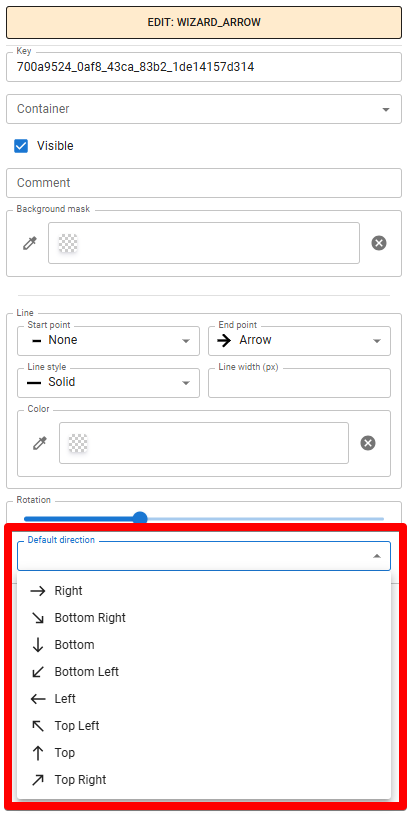 EDIT: WIZARD_ARROW
Key
700a9524_0af8_43ca_83b2_1de14157d314
Container
Visible
Comment
Background mask
Line
Start point
None
End point
Arrow
Line style
Solid
Line width (px)
Color
Rotation
Default direction
Right
Bottom Right
Bottom
Bottom Left
Left
Top Left
Top
Top Right